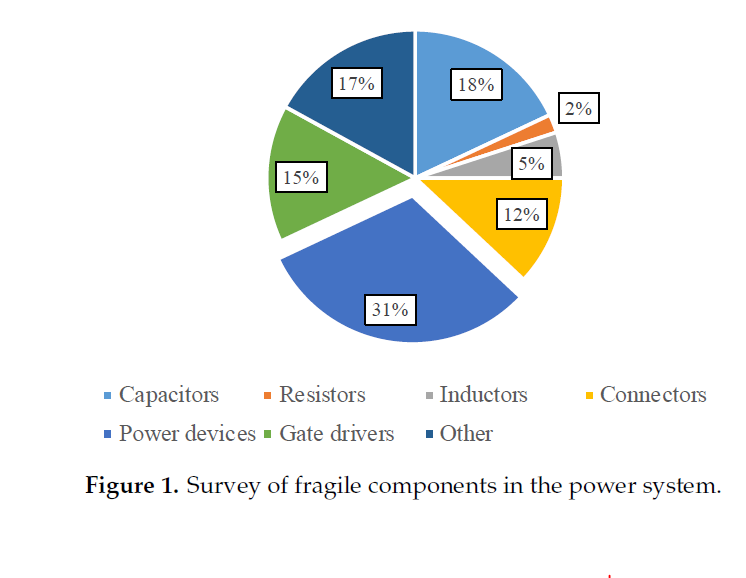 17%
18%
2%
5%
15%
12%
31%
Capacitors Resistors Inductors Connectors
Power devices Gate drivers Other
Figure 1. Survey of fragile components in the power system.